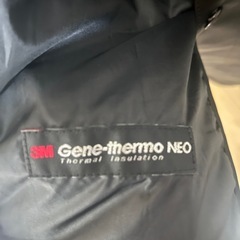 3M Gene-thermo NEO
Thermal Insulation